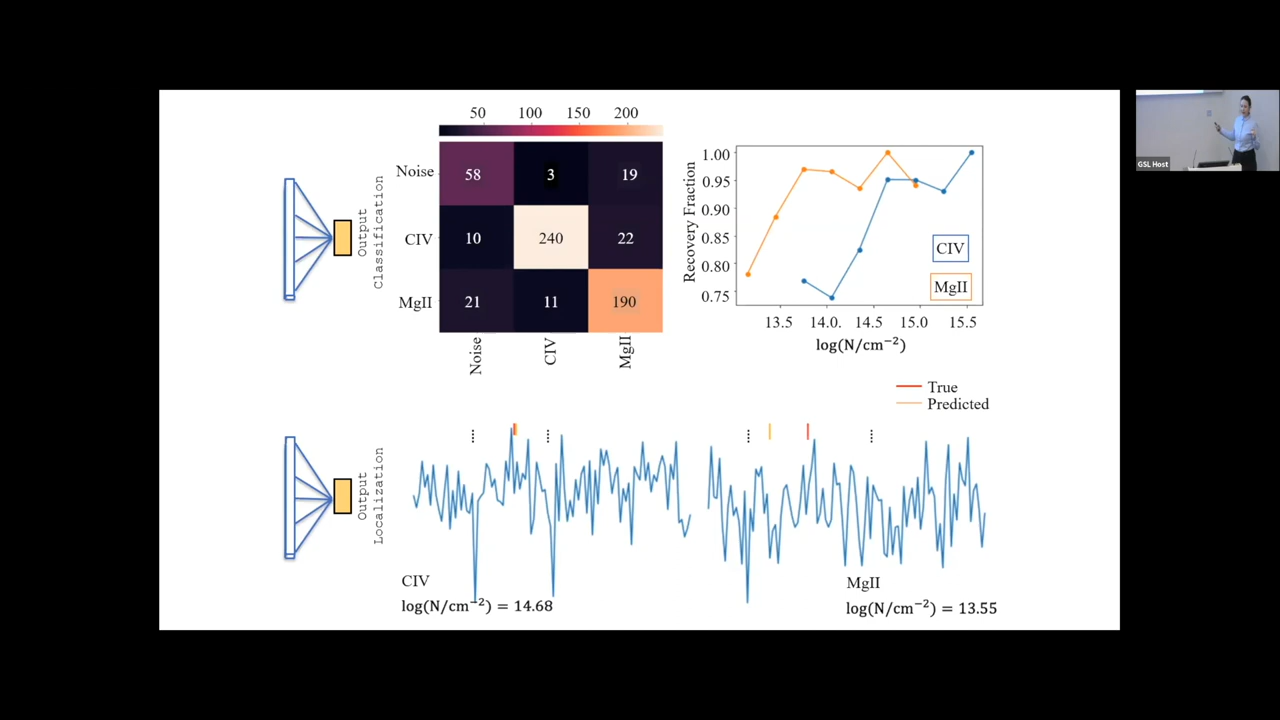 50 100 150 200
Noise 58 3 19
CIV 10 240 22
MgII 21 11 190
Noise CIV MgII
Output
Classification
1.00
0.95
0.90
0.85
0.80
0.75
Recovery Fraction
CIV
MgII
13.5 14.0. 14.5 15.0 15.5
log(N/cm⁻²)
True
Predicted
Output
Localization
CIV
log(N/cm⁻²) = 14.68
MgII
log(N/cm⁻²) = 13.55
GSL Host